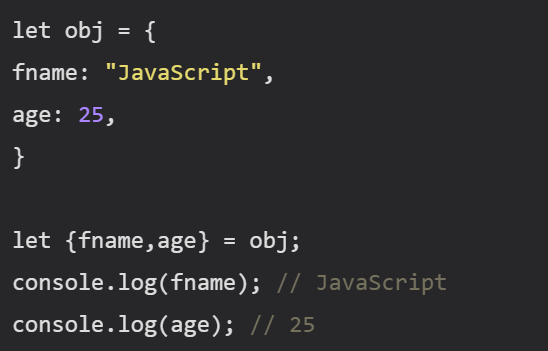 let obj = {
fname: "JavaScript",
age: 25,
}
let {fname,age} = obj;
console.log(fname); // JavaScript
console.log(age); // 25